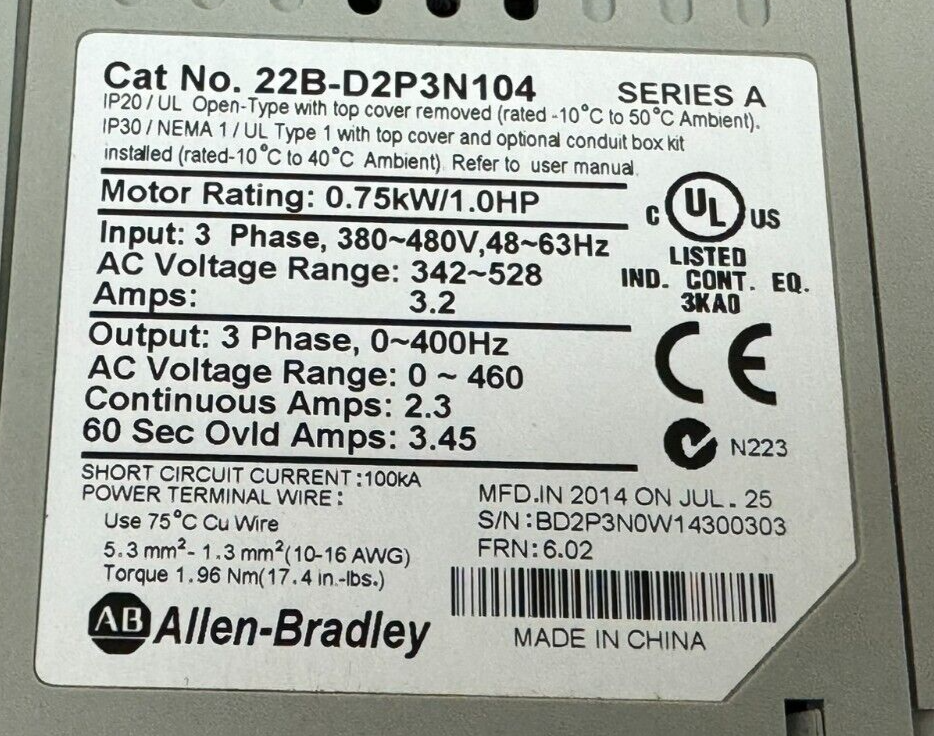 Cat No. 22B-D2P3N104 SERIES A
IP20 / UL Open-Type with top cover removed (rated -10°C to 50°C Ambient).
IP30 / NEMA 1 / UL Type 1 with top cover and optional conduit box kit
installed (rated-10°C to 40°C Ambient). Refer to user manual.
Motor Rating: 0.75kW/1.0HP
Input: 3 Phase, 380~480V,48~63Hz
AC Voltage Range: 342~528
Amps: 3.2
C UL US
LISTED
IND. CONT. EQ.
3KA0
Output: 3 Phase, 0~400Hz
AC Voltage Range: 0 ~ 460
Continuous Amps: 2.3
60 Sec Ovld Amps: 3.45
CE
N223
SHORT CIRCUIT CURRENT :100kA
POWER TERMINAL WIRE :
Use 75°C Cu Wire
5.3 mm²- 1.3 mm²(10-16 AWG)
Torque 1.96 Nm(17.4 in.-lbs.)
MFD.IN 2014 ON JUL. 25
S/N :BD2P3N0W14300303
FRN: 6.02
AB Allen-Bradley
MADE IN CHINA